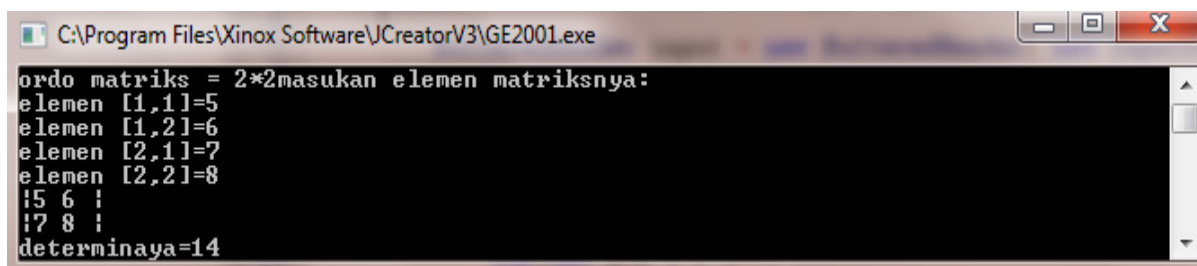 C:\Program Files\Xinox Software\JCreatorV3\GE2001.exe
ordo matriks = 2*2masukan elemen matriksnya:
elemen [1,1]=5
elemen [1,2]=6
elemen [2,1]=7
elemen [2,2]=8
¦5 6 ¦
¦7 8 ¦
determinaya=14